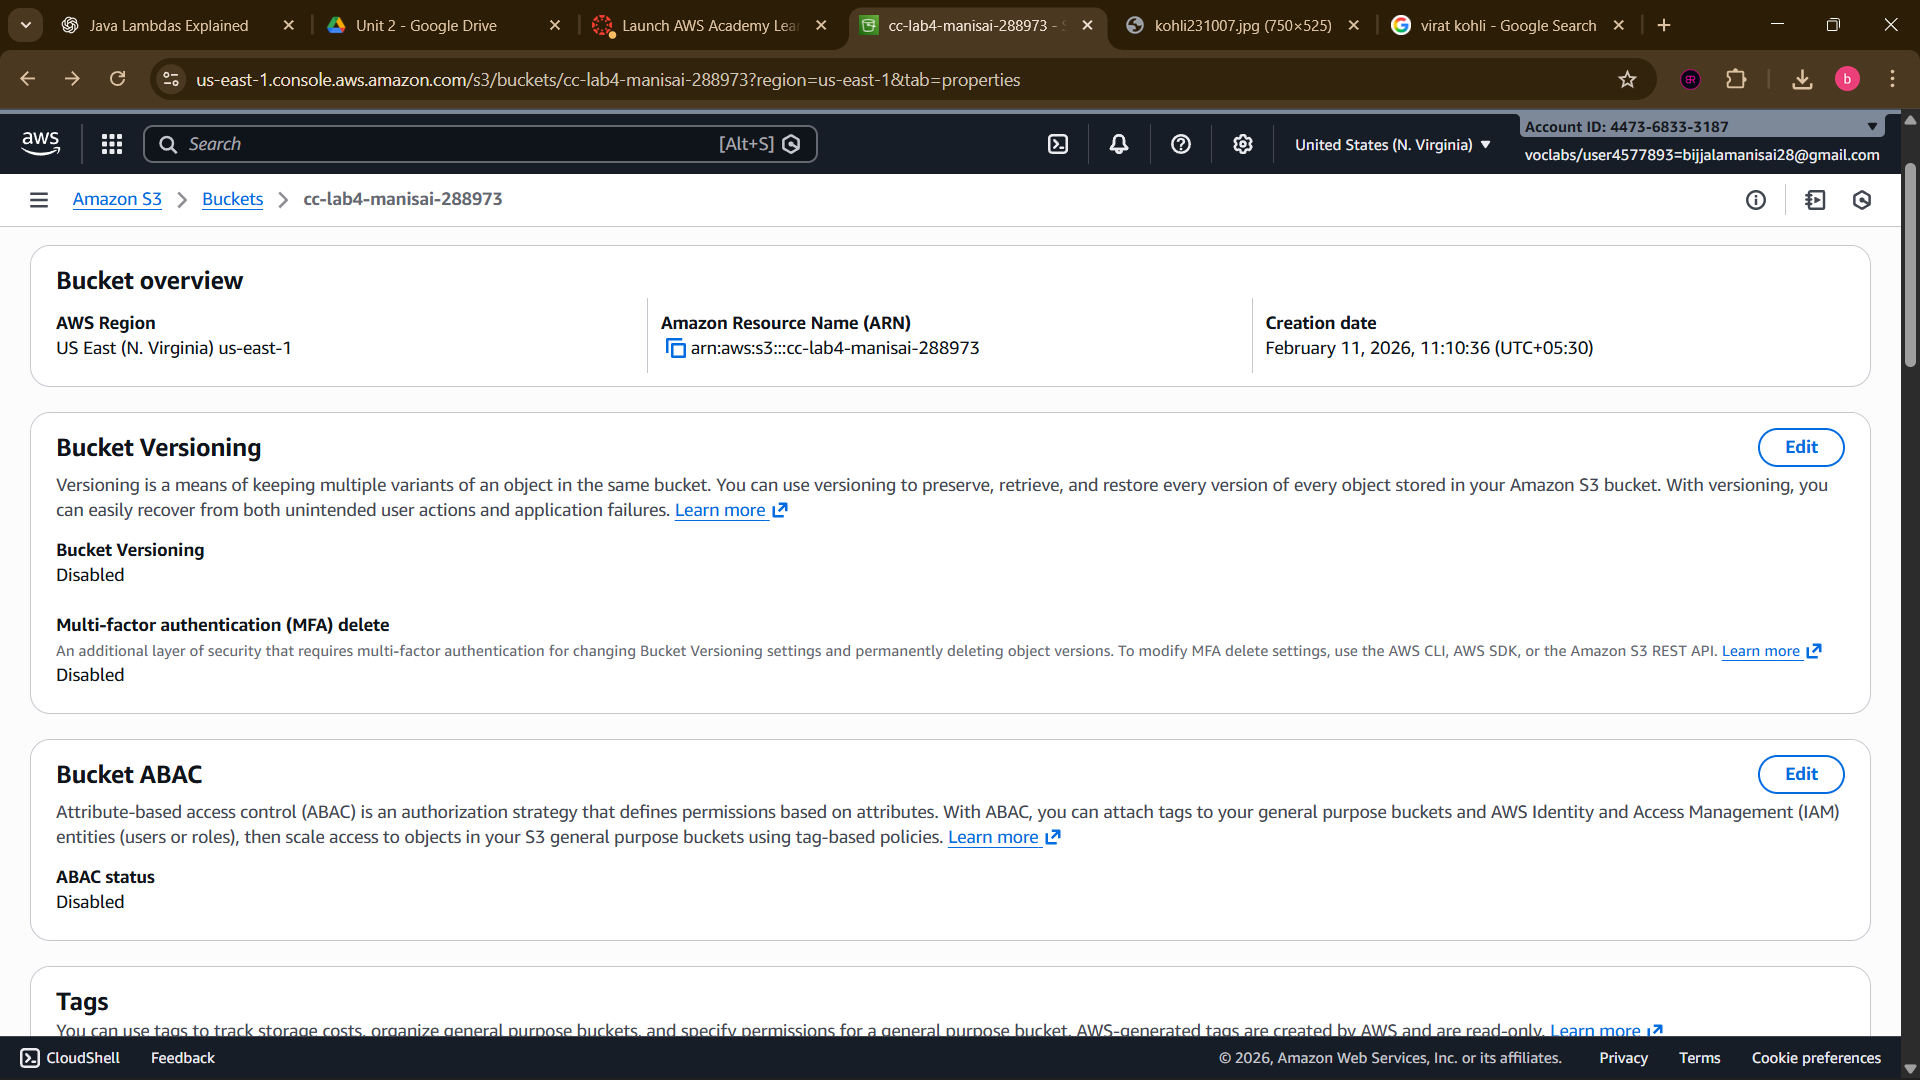 Java Lambdas Explained
Unit 2 - Google Drive
Launch AWS Academy Lea
cc-lab4-manisai-288973 - S
kohli231007.jpg (750×525)
virat kohli - Google Search
us-east-1.console.aws.amazon.com/s3/buckets/cc-lab4-manisai-288973?region=us-east-1&tab=properties
BR
b
aws
Search
[Alt+S]
United States (N. Virginia)
Account ID: 4473-6833-3187
voclabs/user4577893=bijjalamanisai28@gmail.com
Amazon S3
Buckets
cc-lab4-manisai-288973
Bucket overview
AWS Region
US East (N. Virginia) us-east-1
Amazon Resource Name (ARN)
arn:aws:s3:::cc-lab4-manisai-288973
Creation date
February 11, 2026, 11:10:36 (UTC+05:30)
Bucket Versioning
Edit
Versioning is a means of keeping multiple variants of an object in the same bucket. You can use versioning to preserve, retrieve, and restore every version of every object stored in your Amazon S3 bucket. With versioning, you
can easily recover from both unintended user actions and application failures. Learn more
Bucket Versioning
Disabled
Multi-factor authentication (MFA) delete
An additional layer of security that requires multi-factor authentication for changing Bucket Versioning settings and permanently deleting object versions. To modify MFA delete settings, use the AWS CLI, AWS SDK, or the Amazon S3 REST API. Learn more
Disabled
Bucket ABAC
Edit
Attribute-based access control (ABAC) is an authorization strategy that defines permissions based on attributes. With ABAC, you can attach tags to your general purpose buckets and AWS Identity and Access Management (IAM)
entities (users or roles), then scale access to objects in your S3 general purpose buckets using tag-based policies. Learn more
ABAC status
Disabled
Tags
You can use tags to track storage costs, organize general purpose buckets, and specify permissions for a general purpose bucket. AWS-generated tags are created by AWS and are read-only. Learn more
CloudShell
Feedback
© 2026, Amazon Web Services, Inc. or its affiliates.
Privacy
Terms
Cookie preferences